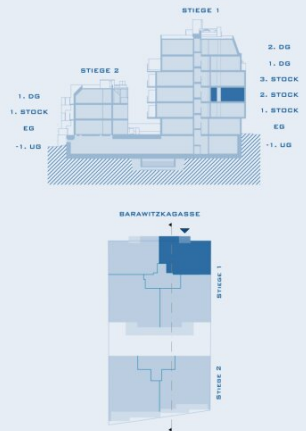 STIEGE 1
STIEGE 2
2. DG
1. DG
3. STOCK
2. STOCK
1. STOCK
EG
-1. UG
1. DG
1. STOCK
EG
-1. UG
BARAWITZKAGASSE
STIEGE 1
STIEGE 2